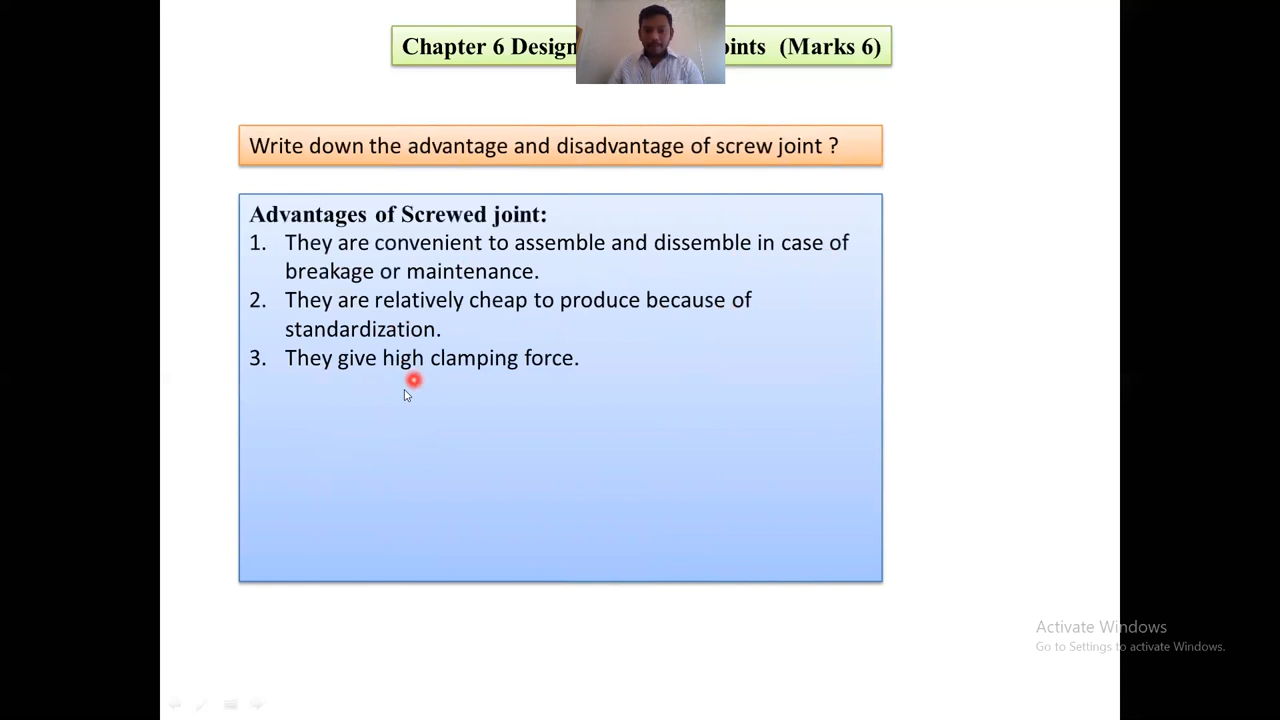 Chapter 6 Design oints (Marks 6)
Write down the advantage and disadvantage of screw joint ?
Advantages of Screwed joint:
1. They are convenient to assemble and dissemble in case of
breakage or maintenance.
2. They are relatively cheap to produce because of
standardization.
3. They give high clamping force.
Activate Windows
Go to Settings to activate Windows.